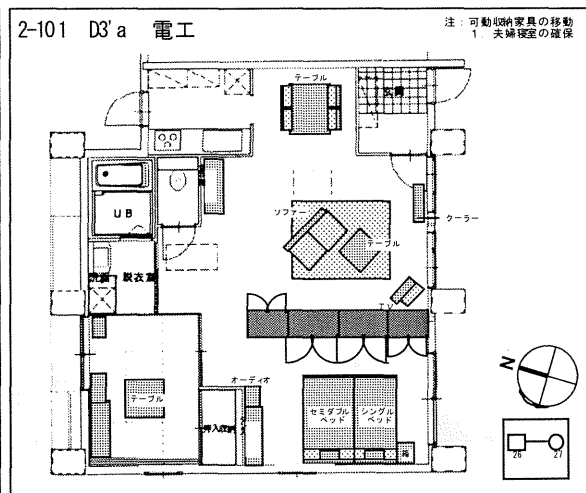 2-101 D3'a 電工
注：可動収納家具の移動
1. 夫婦寝室の確保
テーブル
玄関
UB
ソファー
テーブル
クーラー
洗面 脱衣室
TV
オーディオ
テーブル
押入収納
セミダブル
ベッド
シングル
ベッド
N
26 27